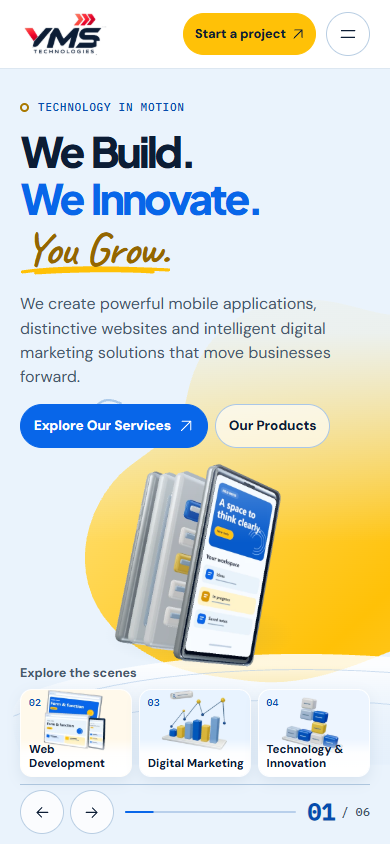 YMS
TECHNOLOGIES
Start a project
TECHNOLOGY IN MOTION
We Build.
We Innovate.
You Grow.
We create powerful mobile applications,
distinctive websites and intelligent digital
marketing solutions that move businesses
forward.
Explore Our Services
Our Products
A space to
think clearly.
Your workspace
In progress
Explore the scenes
02
Web
Development
03
Digital Marketing
04
Technology &
Innovation
01 / 06